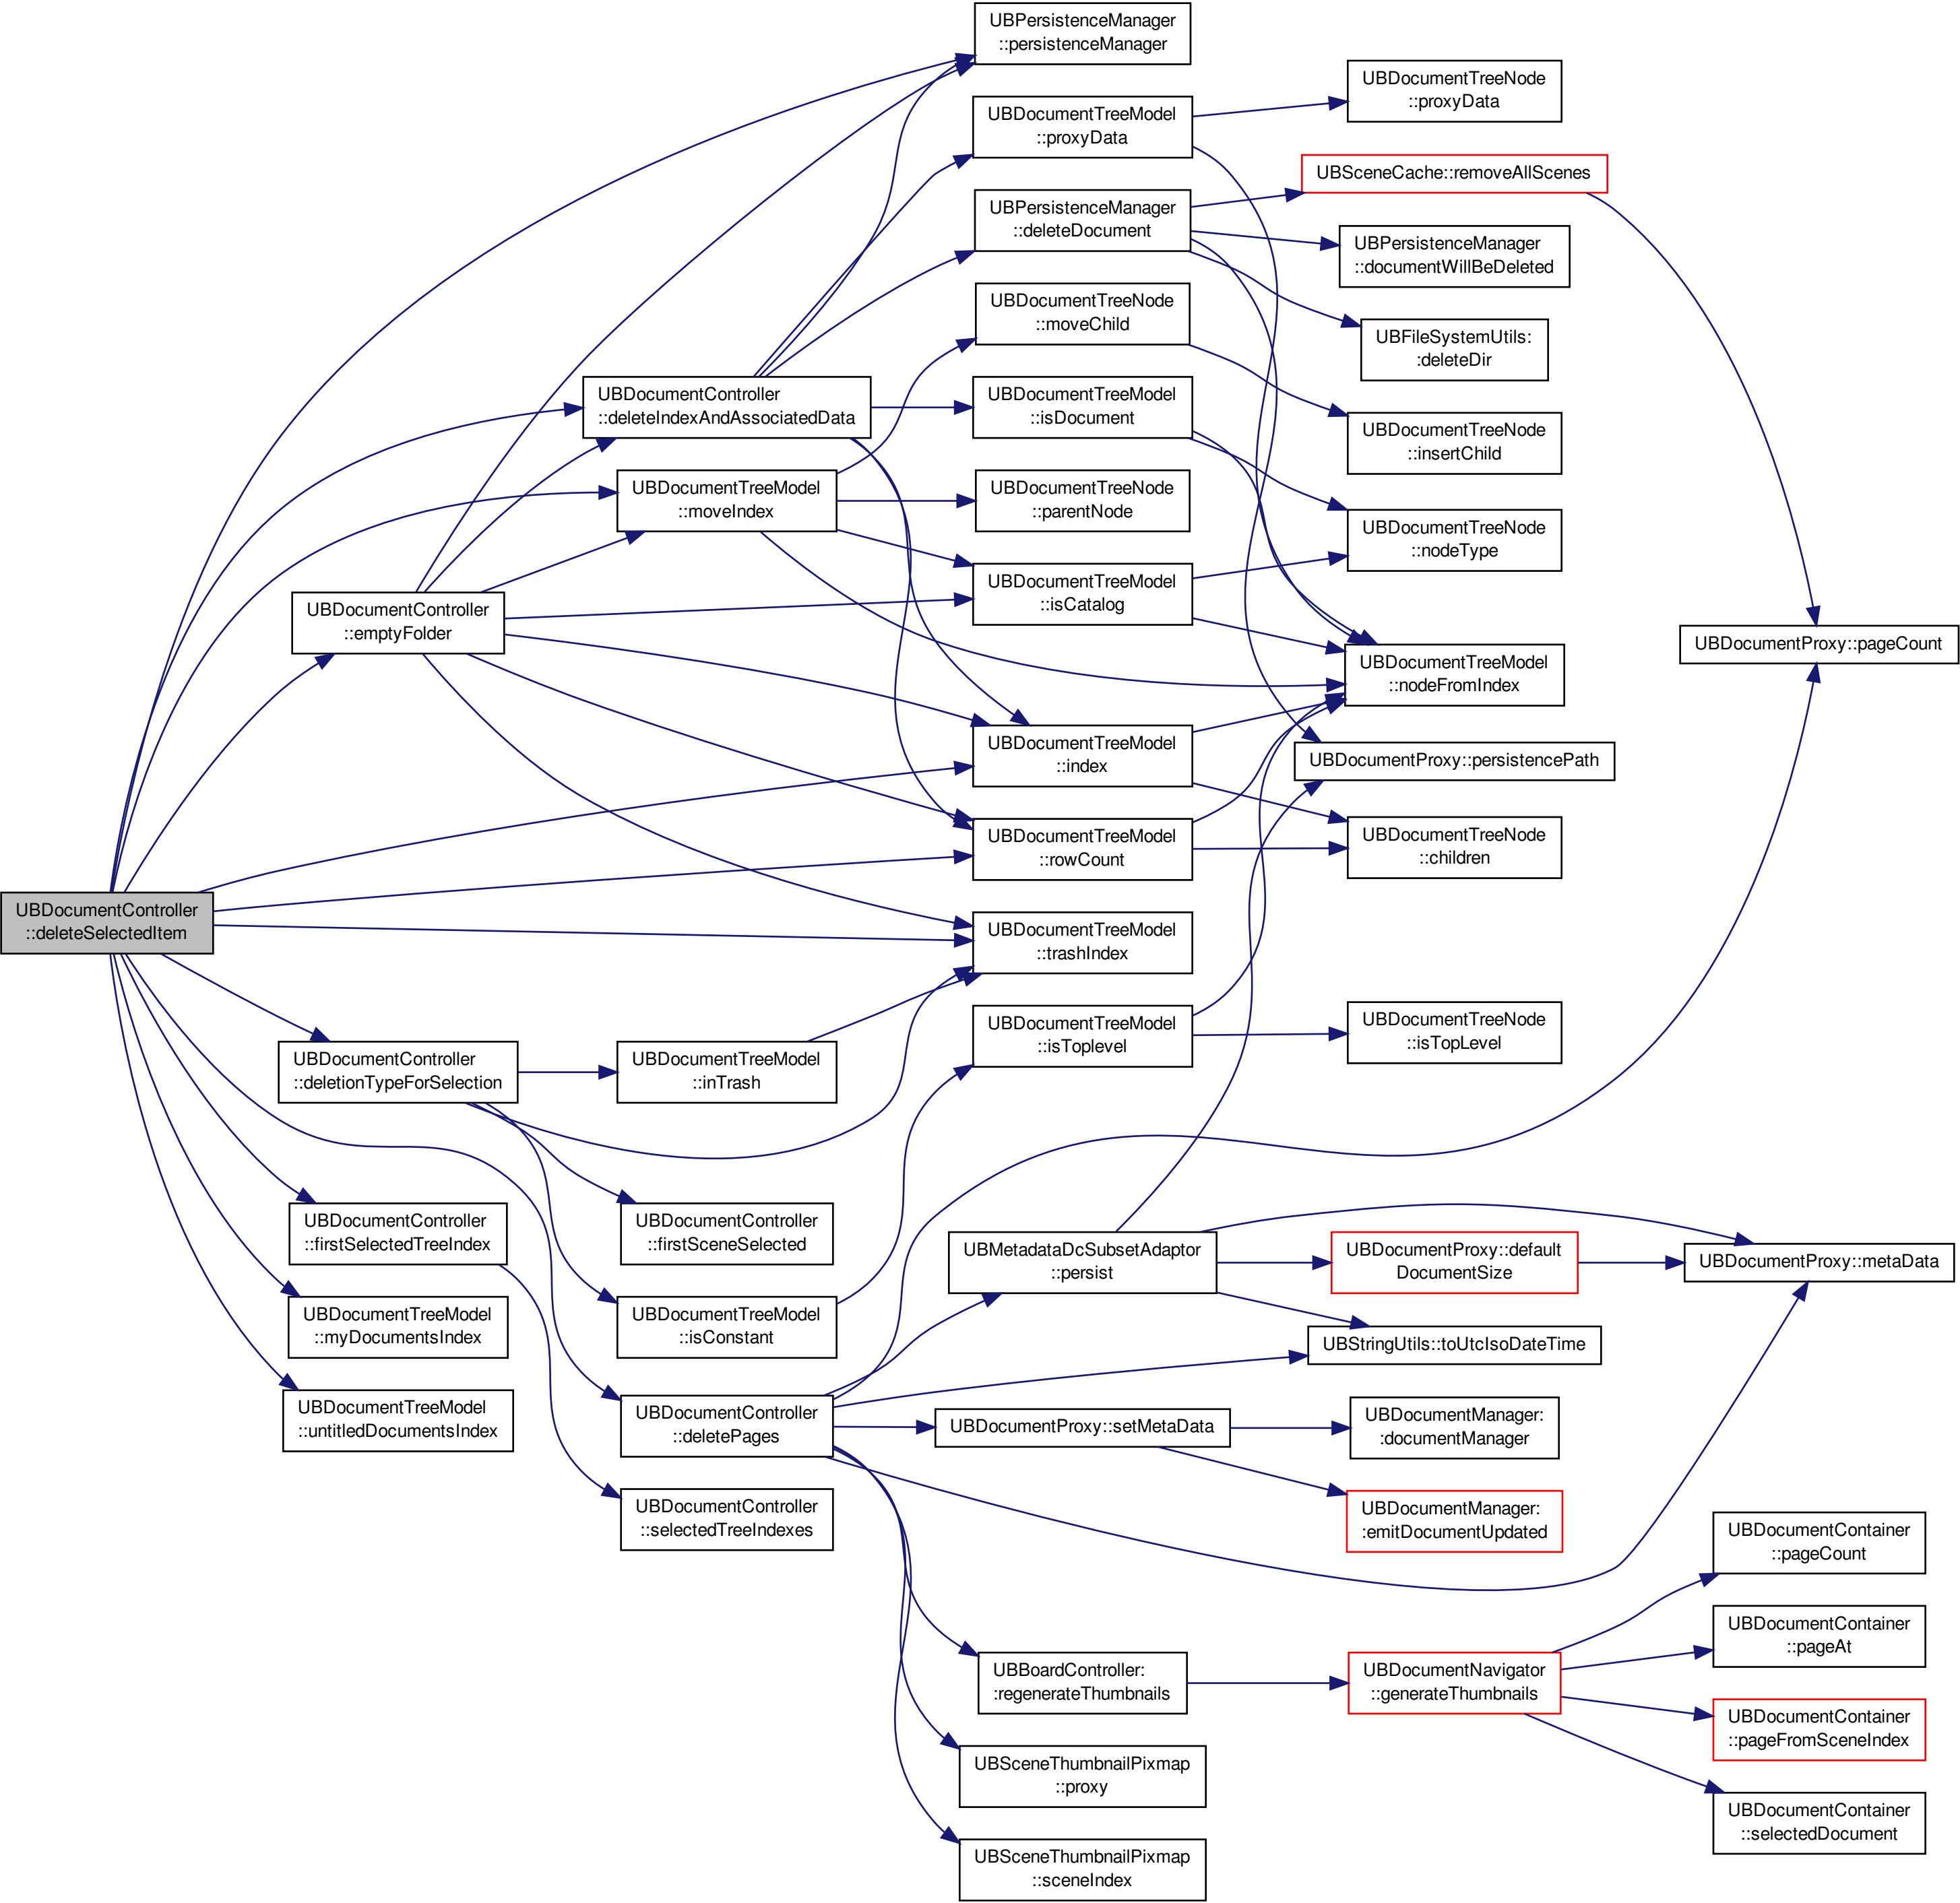 UBPersistenceManager
::persistenceManager
UBDocumentTreeNode
::proxyData
UBDocumentTreeModel
::proxyData
UBSceneCache::removeAllScenes
UBPersistenceManager
::deleteDocument
UBPersistenceManager
::documentWillBeDeleted
UBDocumentTreeNode
::moveChild
UBFileSystemUtils:
:deleteDir
UBDocumentController
::deleteIndexAndAssociatedData
UBDocumentTreeModel
::isDocument
UBDocumentTreeNode
::insertChild
UBDocumentTreeModel
::moveIndex
UBDocumentTreeNode
::parentNode
UBDocumentTreeNode
::nodeType
UBDocumentController
::emptyFolder
UBDocumentTreeModel
::isCatalog
UBDocumentProxy::pageCount
UBDocumentTreeModel
::nodeFromIndex
UBDocumentTreeModel
::index
UBDocumentProxy::persistencePath
UBDocumentTreeModel
::rowCount
UBDocumentTreeNode
::children
UBDocumentController
::deleteSelectedItem
UBDocumentTreeModel
::trashIndex
UBDocumentTreeModel
::isToplevel
UBDocumentTreeNode
::isTopLevel
UBDocumentController
::deletionTypeForSelection
UBDocumentTreeModel
::inTrash
UBDocumentController
::firstSelectedTreeIndex
UBDocumentController
::firstSceneSelected
UBMetadataDcSubsetAdaptor
::persist
UBDocumentProxy::default
DocumentSize
UBDocumentProxy::metaData
UBDocumentTreeModel
::myDocumentsIndex
UBDocumentTreeModel
::isConstant
UBStringUtils::toUtcIsoDateTime
UBDocumentTreeModel
::untitledDocumentsIndex
UBDocumentController
::deletePages
UBDocumentProxy::setMetaData
UBDocumentManager:
:documentManager
UBDocumentController
::selectedTreeIndexes
UBDocumentManager:
:emitDocumentUpdated
UBDocumentContainer
::pageCount
UBDocumentContainer
::pageAt
UBBoardController:
:regenerateThumbnails
UBDocumentNavigator
::generateThumbnails
UBDocumentContainer
::pageFromSceneIndex
UBSceneThumbnailPixmap
::proxy
UBDocumentContainer
::selectedDocument
UBSceneThumbnailPixmap
::sceneIndex